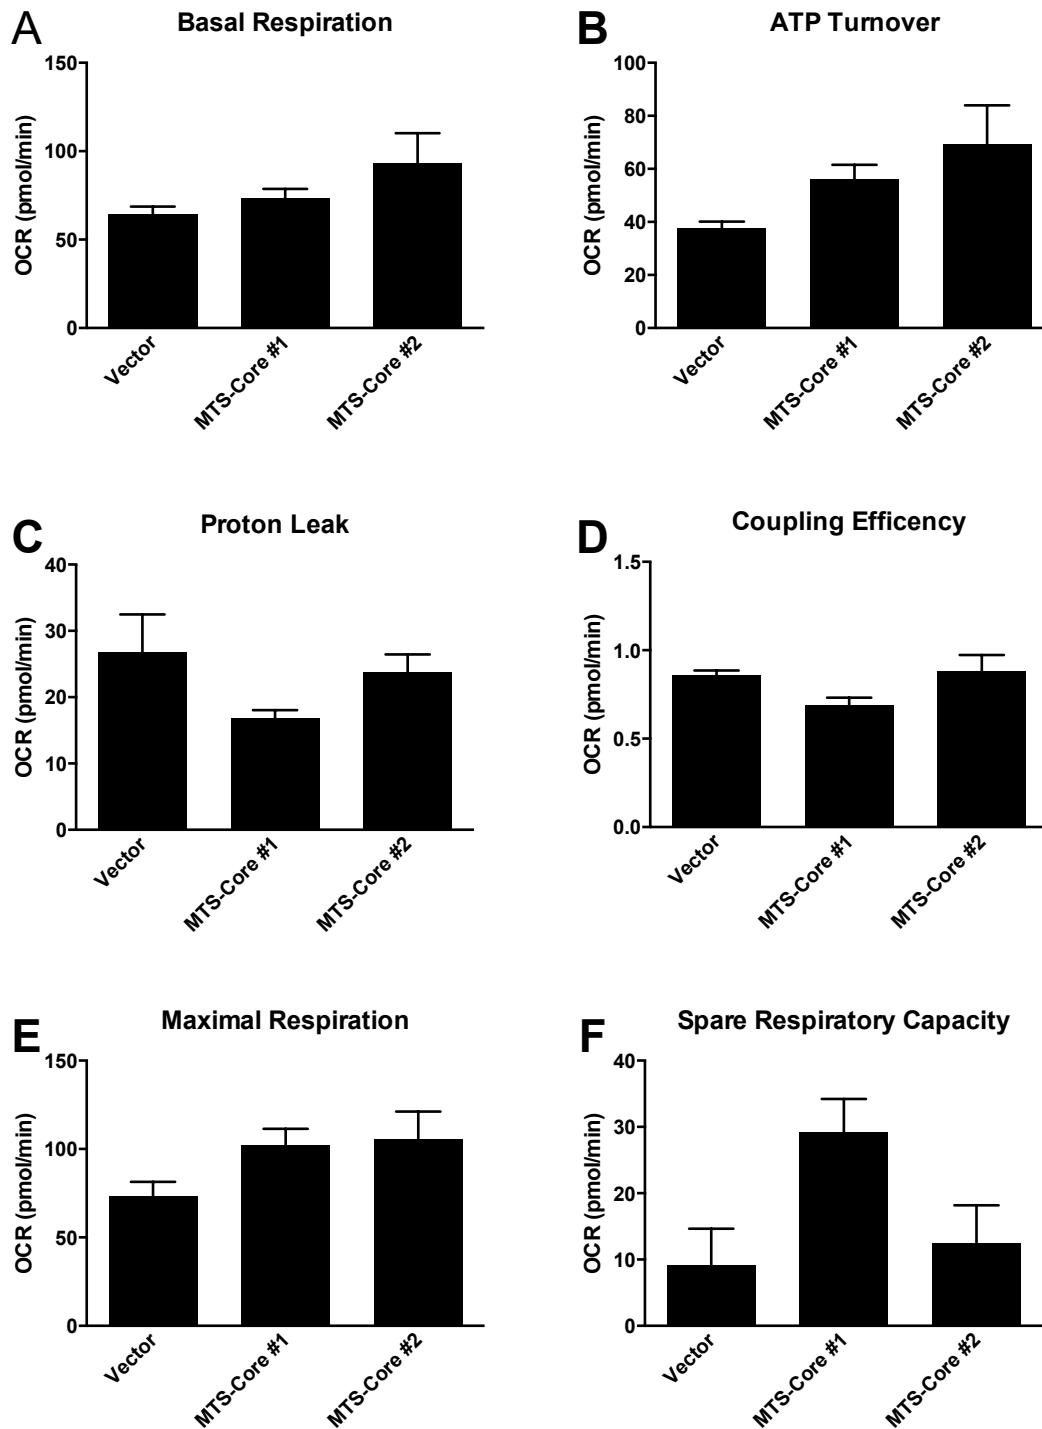 A
Basal Respiration
OCR (pmol/min)
150
100
50
0
Vector
MTS-Core #1
MTS-Core #2
B
ATP Turnover
OCR (pmol/min)
100
80
60
40
20
0
Vector
MTS-Core #1
MTS-Core #2
C
Proton Leak
OCR (pmol/min)
40
30
20
10
0
Vector
MTS-Core #1
MTS-Core #2
D
Coupling Efficency
OCR (pmol/min)
1.5
1.0
0.5
0.0
Vector
MTS-Core #1
MTS-Core #2
E
Maximal Respiration
OCR (pmol/min)
150
100
50
0
Vector
MTS-Core #1
MTS-Core #2
F
Spare Respiratory Capacity
OCR (pmol/min)
40
30
20
10
0
Vector
MTS-Core #1
MTS-Core #2